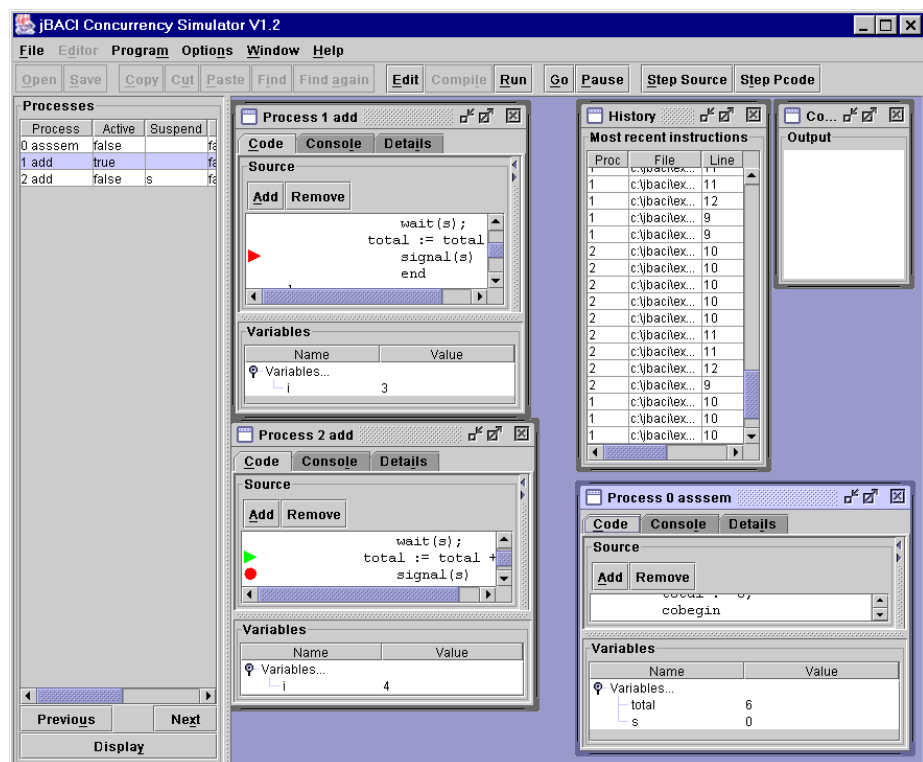 jBACI Concurrency Simulator V1.2
File Editor Program Options Window Help
Open Save Copy Cut Paste Find Find again Edit Compile Run Go Pause Step Source Step Pcode
Processes
Process Active Suspend
0 asssem false fa
1 add true fa
2 add false s fa
Previous Next
Display
Process 1 add
Code Console Details
Source
Add Remove
wait(s);
total := total
signal(s)
end
Variables
Name Value
Variables...
i 3
Process 2 add
Code Console Details
Source
Add Remove
wait(s);
total := total +
signal(s)
Variables
Name Value
Variables...
i 4
History
Most recent instructions
Proc File Line
1 c:\jbaci\ex... 11
1 c:\jbaci\ex... 11
1 c:\jbaci\ex... 12
1 c:\jbaci\ex... 9
1 c:\jbaci\ex... 9
2 c:\jbaci\ex... 10
2 c:\jbaci\ex... 10
2 c:\jbaci\ex... 10
2 c:\jbaci\ex... 10
2 c:\jbaci\ex... 10
2 c:\jbaci\ex... 11
2 c:\jbaci\ex... 11
2 c:\jbaci\ex... 12
2 c:\jbaci\ex... 9
1 c:\jbaci\ex... 10
1 c:\jbaci\ex... 10
1 c:\jbaci\ex... 10
Co...
Output
Process 0 asssem
Code Console Details
Source
Add Remove
total := 0;
cobegin
Variables
Name Value
Variables...
total 6
s 0